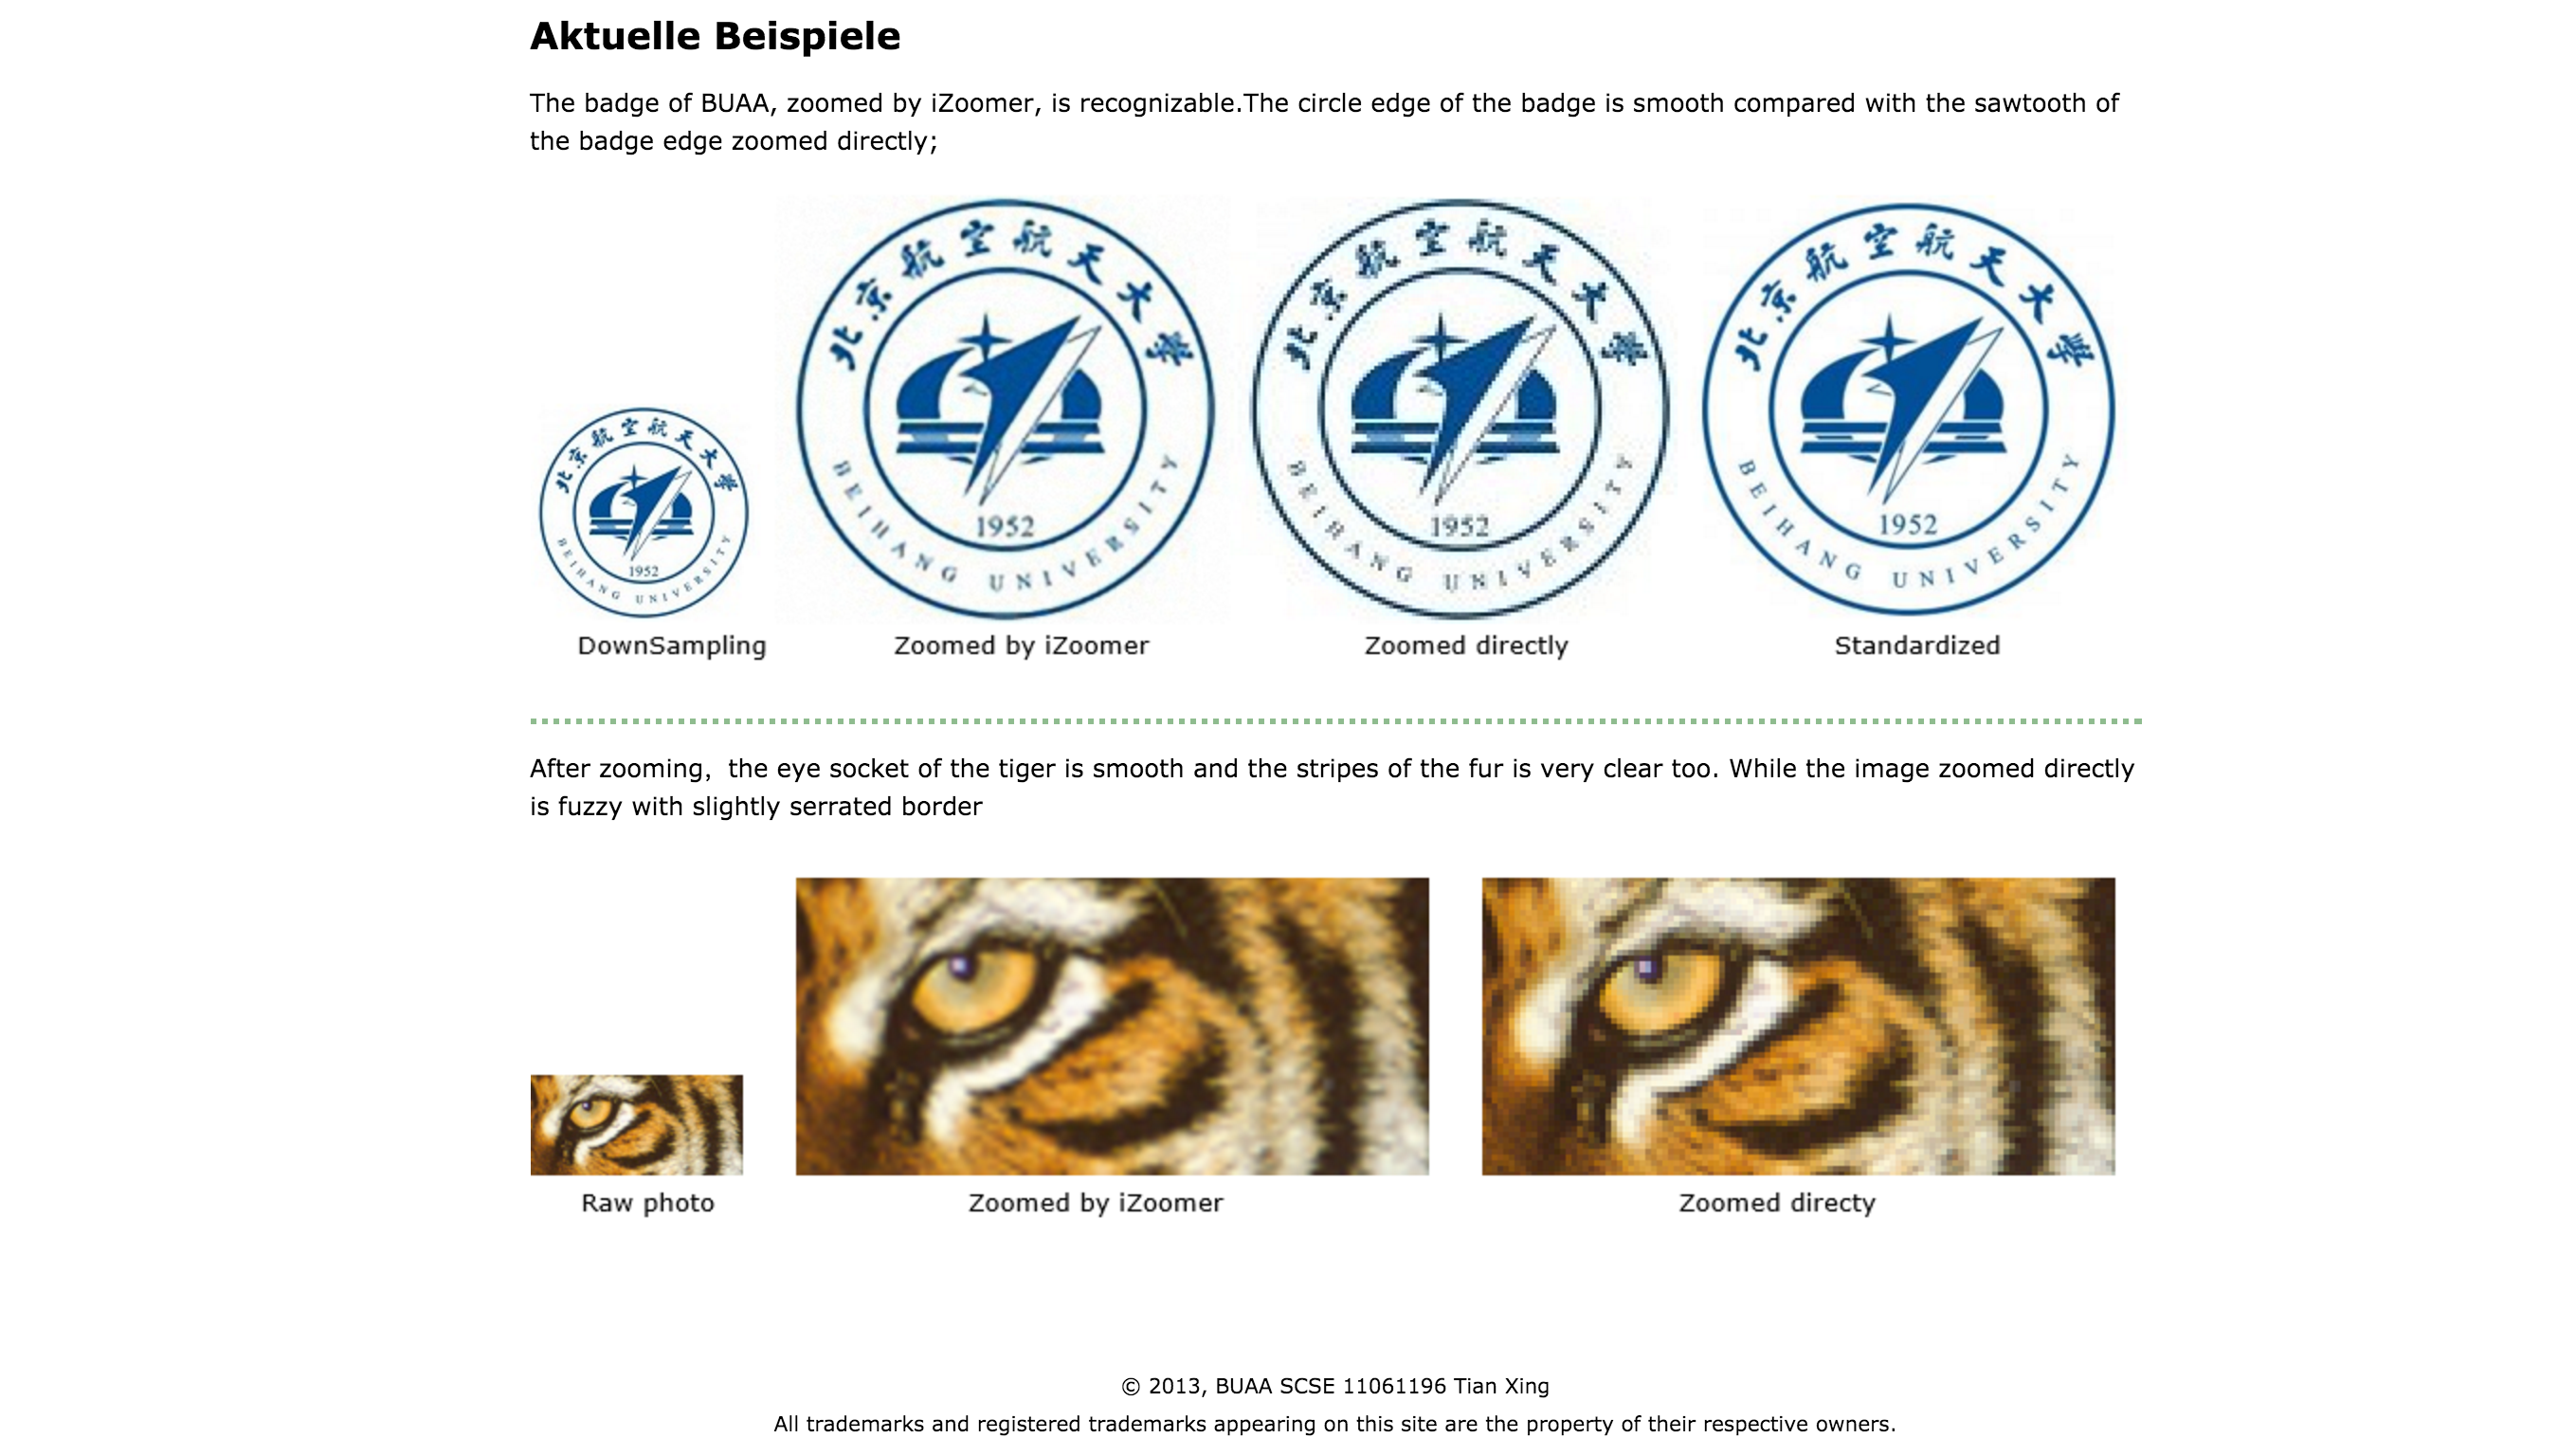 Aktuelle Beispiele
The badge of BUAA, zoomed by iZoomer, is recognizable.The circle edge of the badge is smooth compared with the sawtooth of
the badge edge zoomed directly;
北京航空航天大學
1952
BEIHANG UNIVERSITY
北京航空航天大學
1952
BEIHANG UNIVERSITY
北京航空航天大學
1952
BEIHANG UNIVERSITY
北京航空航天大學
1952
BEIHANG UNIVERSITY
DownSampling
Zoomed by iZoomer
Zoomed directly
Standardized
After zooming，the eye socket of the tiger is smooth and the stripes of the fur is very clear too. While the image zoomed directly
is fuzzy with slightly serrated border
Raw photo
Zoomed by iZoomer
Zoomed directy
© 2013, BUAA SCSE 11061196 Tian Xing
All trademarks and registered trademarks appearing on this site are the property of their respective owners.